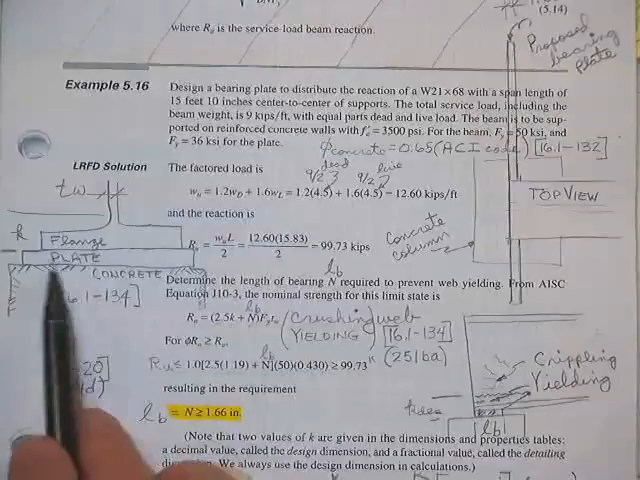 (5.14)
where Rₐ is the service-load beam reaction.
Proposed
bearing
plate
Example 5.16
Design a bearing plate to distribute the reaction of a W21 × 68 with a span length of
15 feet 10 inches center-to-center of supports. The total service load, including the
beam weight, is 9 kips/ft, with equal parts dead and live load. The beam is to be sup-
ported on reinforced concrete walls with f′c = 3500 psi. For the beam, Fy = 50 ksi, and
Fy = 36 ksi for the plate.
ϕconcrete = 0.65 (ACI code) [16.1-132]
LRFD Solution
The factored load is
dead live
9/2 9/2
wu = 1.2wD + 1.6wL = 1.2(4.5) + 1.6(4.5) = 12.60 kips/ft
tw
TOP VIEW
and the reaction is
k
Flange
PLATE
CONCRETE
Ru = wuL/2 = 12.60(15.83)/2 = 99.73 kips
Concrete
column
lb
Determine the length of bearing N required to prevent web yielding. From AISC
Equation J10-3, the nominal strength for this limit state is
6.1-134]
lb
Rn = (2.5k + N)Fytw
(Crushing web
YIELDING)
[16.1-134]
For ϕRn ≥ Ru,
(251ba)
lb
Ru ≤ 1.0[2.5(1.19) + N](50)(0.430) ≥ 99.73 k
Crippling
Yielding
-20
d)
resulting in the requirement
lb = N ≥ 1.66 in.
kdes
lb
(Note that two values of k are given in the dimensions and properties tables:
a decimal value, called the design dimension, and a fractional value, called the detailing
We always use the design dimension in calculations.)